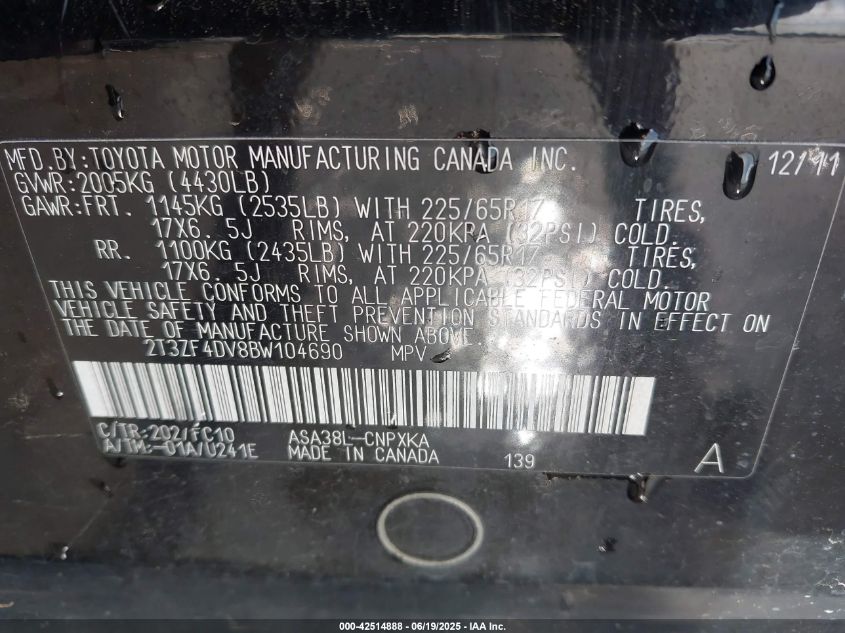 MFD.BY:TOYOTA MOTOR MANUFACTURING CANADA INC. 12/11
GVWR:2005KG (4430LB)
GAWR:FRT. 1145KG (2535LB) WITH 225/65R17 TIRES,
17X6. 5J RIMS, AT 220KPA (32PSI) COLD.
RR. 1100KG (2435LB) WITH 225/65R17 TIRES,
17X6. 5J RIMS, AT 220KPA (32PSI) COLD.
THIS VEHICLE CONFORMS TO ALL APPLICABLE FEDERAL MOTOR
VEHICLE SAFETY AND THEFT PREVENTION STANDARDS IN EFFECT ON
THE DATE OF MANUFACTURE SHOWN ABOVE.
2T3ZF4DV8BW104690 MPV
C/TR:202/FC10 ASA38L-CNPXKA
A/TM:-01A/U241E MADE IN CANADA 139 A
000-42514888 - 06/19/2025 - IAA Inc.